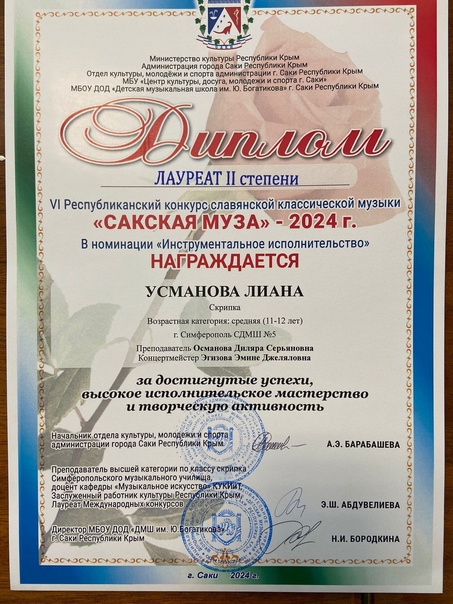 Министерство культуры Республики Крым
Администрация города Саки Республики Крым
Отдел культуры, молодёжи и спорта администрации г. Саки Республики Крым
МБУ «Центр культуры, досуга, молодежи и спорта г. Саки»
МБОУ ДОД «Детская музыкальная школа им. Ю. Богатикова» г. Саки Республики Крым
Диплом
ЛАУРЕАТ II степени
VI Республиканский конкурс славянской классической музыки
«САКСКАЯ МУЗА» - 2024 г.
В номинации «Инструментальное исполнительство»
НАГРАЖДАЕТСЯ
УСМАНОВА ЛИАНА
Скрипка
Возрастная категория: средняя (11-12 лет)
г. Симферополь СДМШ №5
Преподаватель Османова Диляра Серьяновна
Концертмейстер Эгизова Эмине Джеляловна
за достигнутые успехи,
высокое исполнительское мастерство
и творческую активность
Начальник отдела культуры, молодежи и спорта
администрации города Саки Республики Крым
А.Э. БАРАБАШЕВА
Преподаватель высшей категории по классу скрипка
Симферопольского музыкального училища,
доцент кафедры «Музыкальное искусство» КУКИиТ,
Заслуженный работник культуры Республики Крым,
Лауреат Международных конкурсов
Э.Ш. АБДУВЕЛИЕВА
Директор МБОУ ДОД «ДМШ им. Ю.Богатикова»
г. Саки Республики Крым
Н.И. БОРОДКИНА
г. Саки 2024 г.